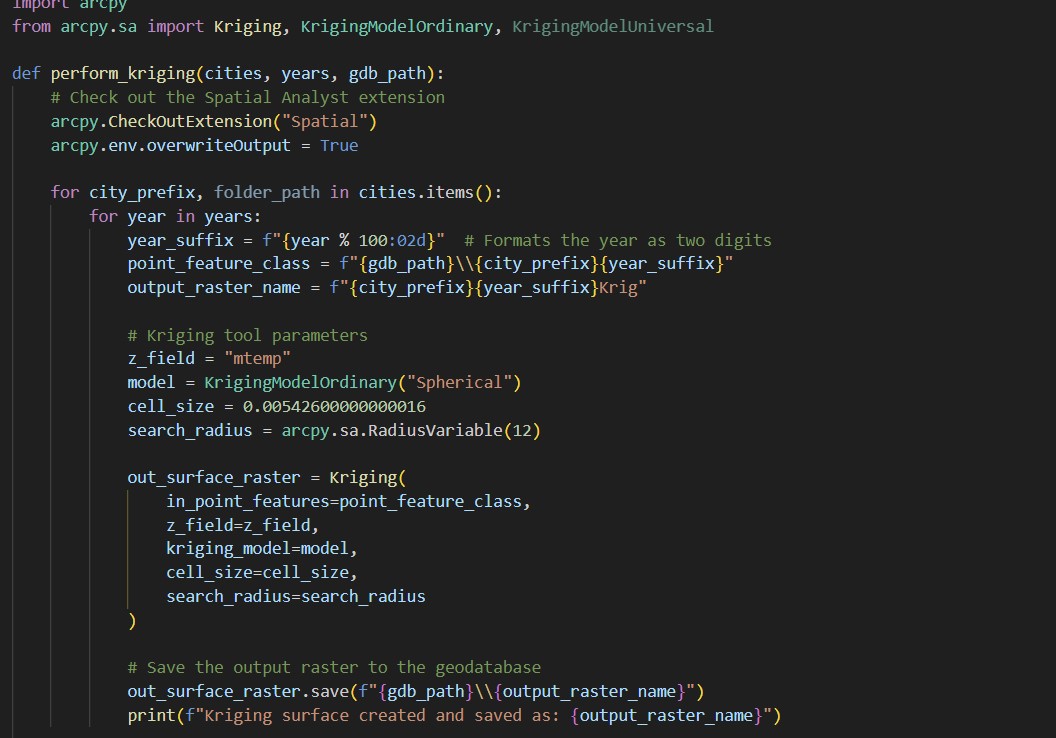 import arcpy
from arcpy.sa import Kriging, KrigingModelOrdinary, KrigingModelUniversal
def perform_kriging(cities, years, gdb_path):
    # Check out the Spatial Analyst extension
    arcpy.CheckOutExtension("Spatial")
    arcpy.env.overwriteOutput = True
    for city_prefix, folder_path in cities.items():
        for year in years:
            year_suffix = f"{year % 100:02d}"  # Formats the year as two digits
            point_feature_class = f"{gdb_path}\\{city_prefix}{year_suffix}"
            output_raster_name = f"{city_prefix}{year_suffix}Krig"
            # Kriging tool parameters
            z_field = "mtemp"
            model = KrigingModelOrdinary("Spherical")
            cell_size = 0.00542600000000016
            search_radius = arcpy.sa.RadiusVariable(12)
            out_surface_raster = Kriging(
                in_point_features=point_feature_class,
                z_field=z_field,
                kriging_model=model,
                cell_size=cell_size,
                search_radius=search_radius
            )
            # Save the output raster to the geodatabase
            out_surface_raster.save(f"{gdb_path}\\{output_raster_name}")
            print(f"Kriging surface created and saved as: {output_raster_name}")